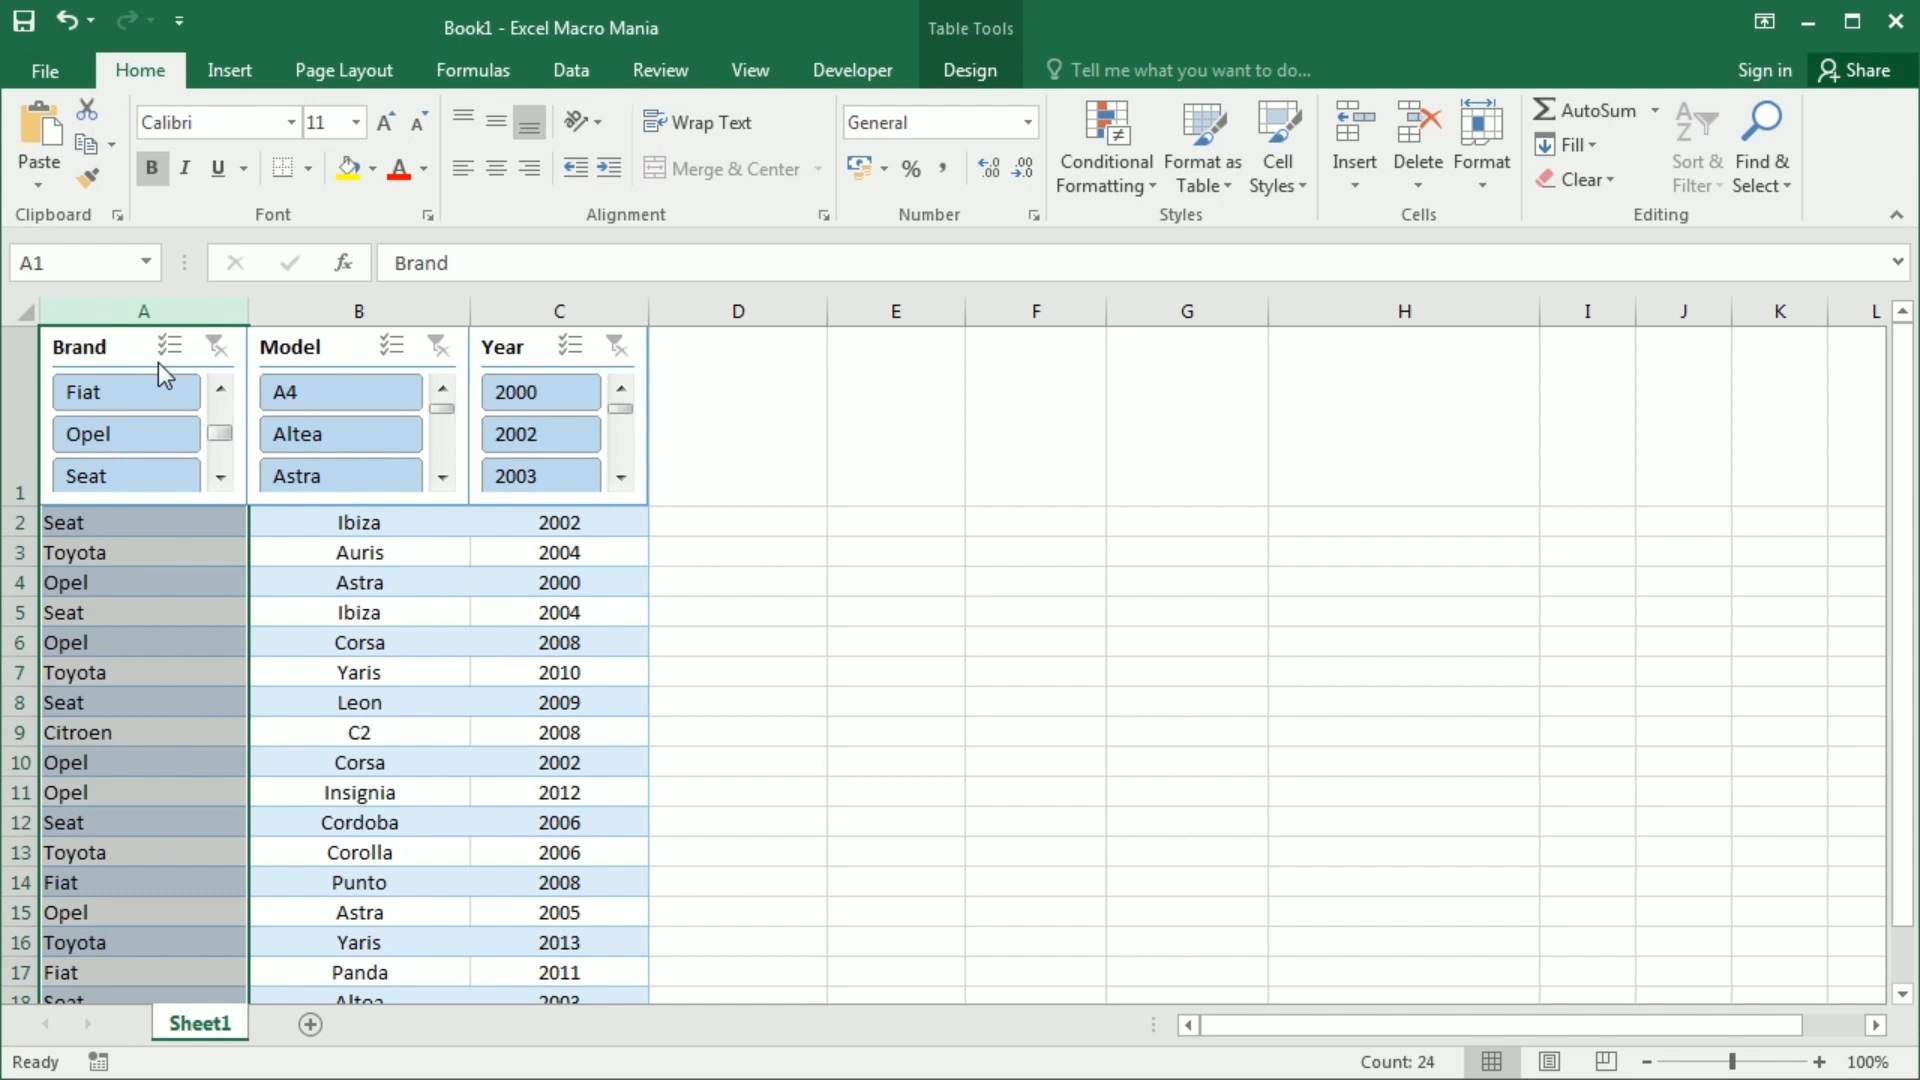 Book1 - Excel Macro Mania
Table Tools
File
Home
Insert
Page Layout
Formulas
Data
Review
View
Developer
Design
Tell me what you want to do...
Sign in
Share
Paste
Clipboard
Calibri
11
B I U
Font
Wrap Text
Merge & Center
Alignment
General
%
Number
Conditional Formatting
Format as Table
Cell Styles
Styles
Insert
Delete
Format
Cells
AutoSum
Fill
Clear
Sort & Filter
Find & Select
Editing
A1
fx
Brand
A B C D E F G H I J K L
Brand
Fiat
Opel
Seat
Model
A4
Altea
Astra
Year
2000
2002
2003
1
2 Seat Ibiza 2002
3 Toyota Auris 2004
4 Opel Astra 2000
5 Seat Ibiza 2004
6 Opel Corsa 2008
7 Toyota Yaris 2010
8 Seat Leon 2009
9 Citroen C2 2008
10 Opel Corsa 2002
11 Opel Insignia 2012
12 Seat Cordoba 2006
13 Toyota Corolla 2006
14 Fiat Punto 2008
15 Opel Astra 2005
16 Toyota Yaris 2013
17 Fiat Panda 2011
18 Seat Altea 2003
Sheet1
Ready
Count: 24
100%